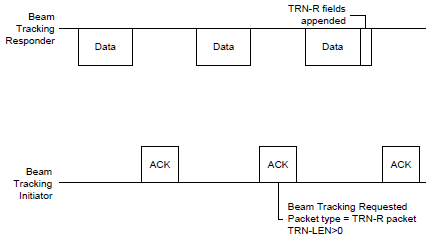 TRN-R fields
appended
Beam
Tracking
Responder
Data
Data
Data
ACK
ACK
ACK
Beam
Tracking
Initiator
Beam Tracking Requested
Packet type = TRN-R packet
TRN-LEN>0